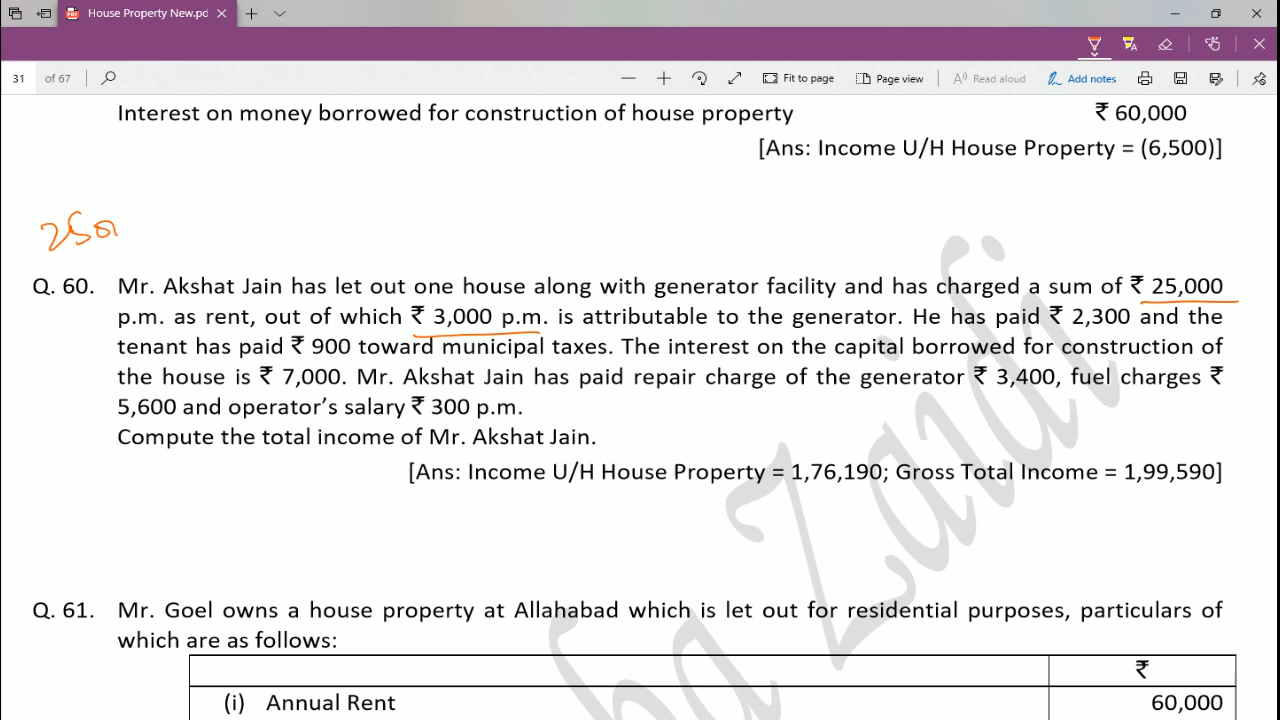 House Property New.pd
31 of 67
Fit to page
Page view
Read aloud
Add notes
Interest on money borrowed for construction of house property ₹ 60,000
[Ans: Income U/H House Property = (6,500)]
250
Q. 60. Mr. Akshat Jain has let out one house along with generator facility and has charged a sum of ₹ 25,000
p.m. as rent, out of which ₹ 3,000 p.m. is attributable to the generator. He has paid ₹ 2,300 and the
tenant has paid ₹ 900 toward municipal taxes. The interest on the capital borrowed for construction of
the house is ₹ 7,000. Mr. Akshat Jain has paid repair charge of the generator ₹ 3,400, fuel charges ₹
5,600 and operator’s salary ₹ 300 p.m.
Compute the total income of Mr. Akshat Jain.
[Ans: Income U/H House Property = 1,76,190; Gross Total Income = 1,99,590]
Q. 61. Mr. Goel owns a house property at Allahabad which is let out for residential purposes, particulars of
which are as follows:
₹
(i) Annual Rent 60,000
Zaidi